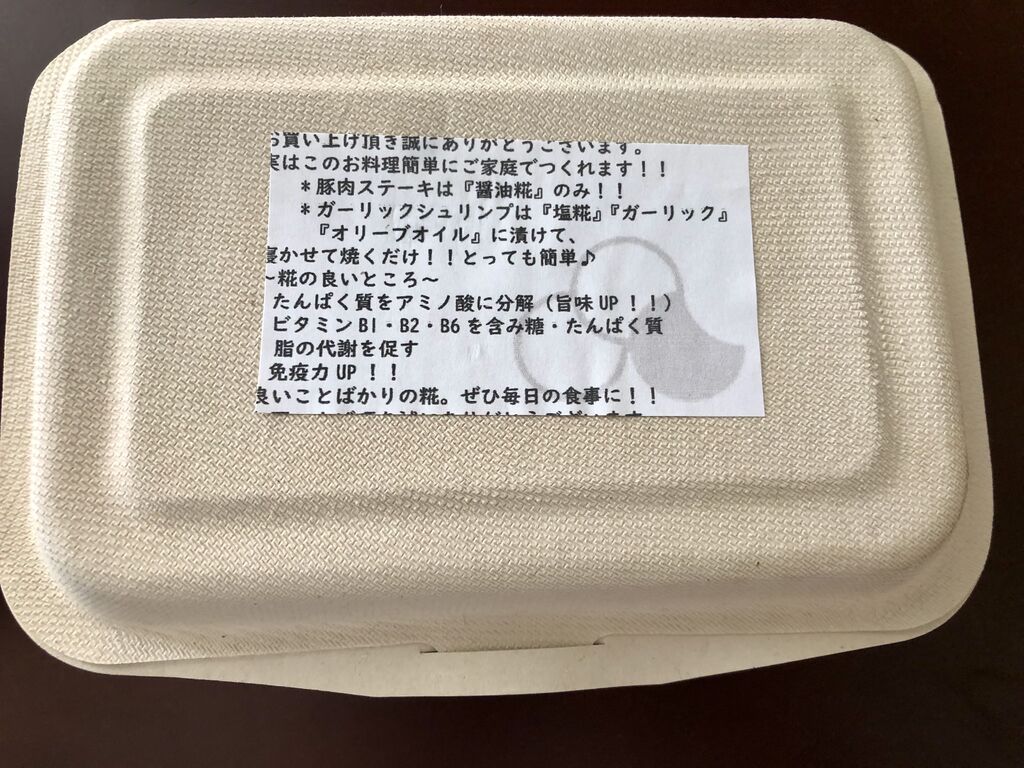 お買い上げ頂き誠にありがとうございます。
実はこのお料理簡単にご家庭でつくれます！！
＊豚肉ステーキは『醤油糀』のみ！！
＊ガーリックシュリンプは『塩糀』『ガーリック』
『オリーブオイル』に漬けて、
寝かせて焼くだけ！！とっても簡単♪
～糀の良いところ～
たんぱく質をアミノ酸に分解（旨味UP！！）
ビタミンB1・B2・B6を含み糖・たんぱく質
脂の代謝を促す
免疫力UP！！
良いことばかりの糀。ぜひ毎日の食事に！！